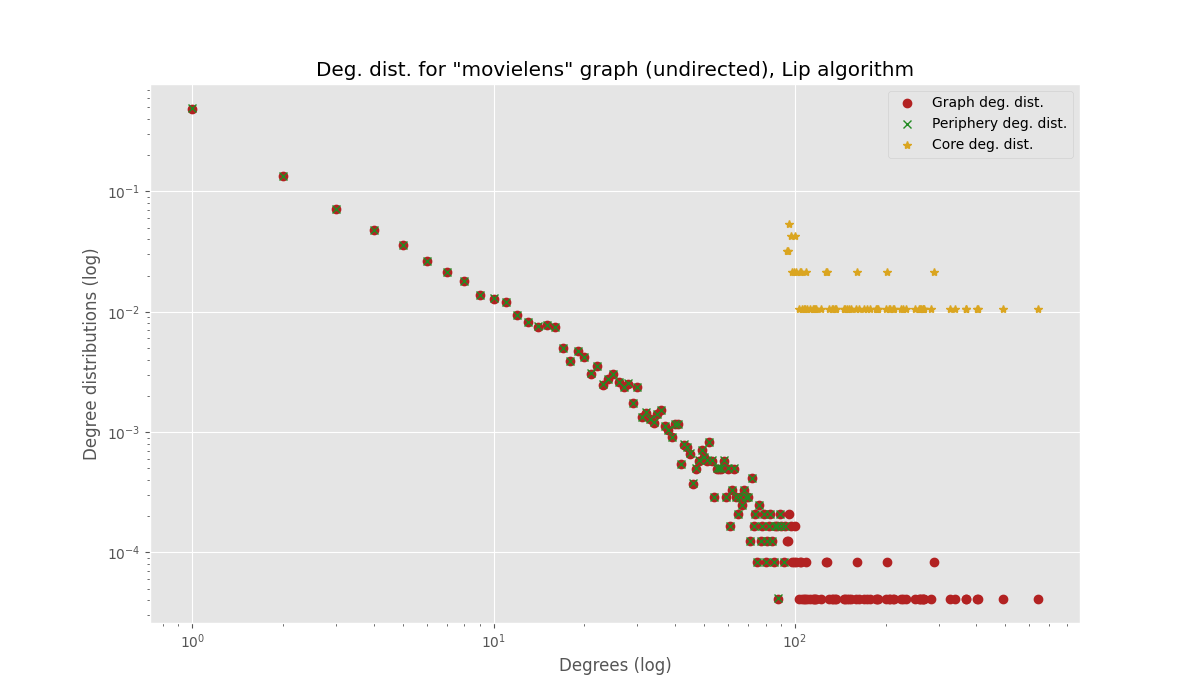 Deg. dist. for "movielens" graph (undirected), Lip algorithm
Graph deg. dist.
Periphery deg. dist.
Core deg. dist.
Degree distributions (log)
10⁻¹
10⁻²
10⁻³
10⁻⁴
10⁰
10¹
10²
Degrees (log)